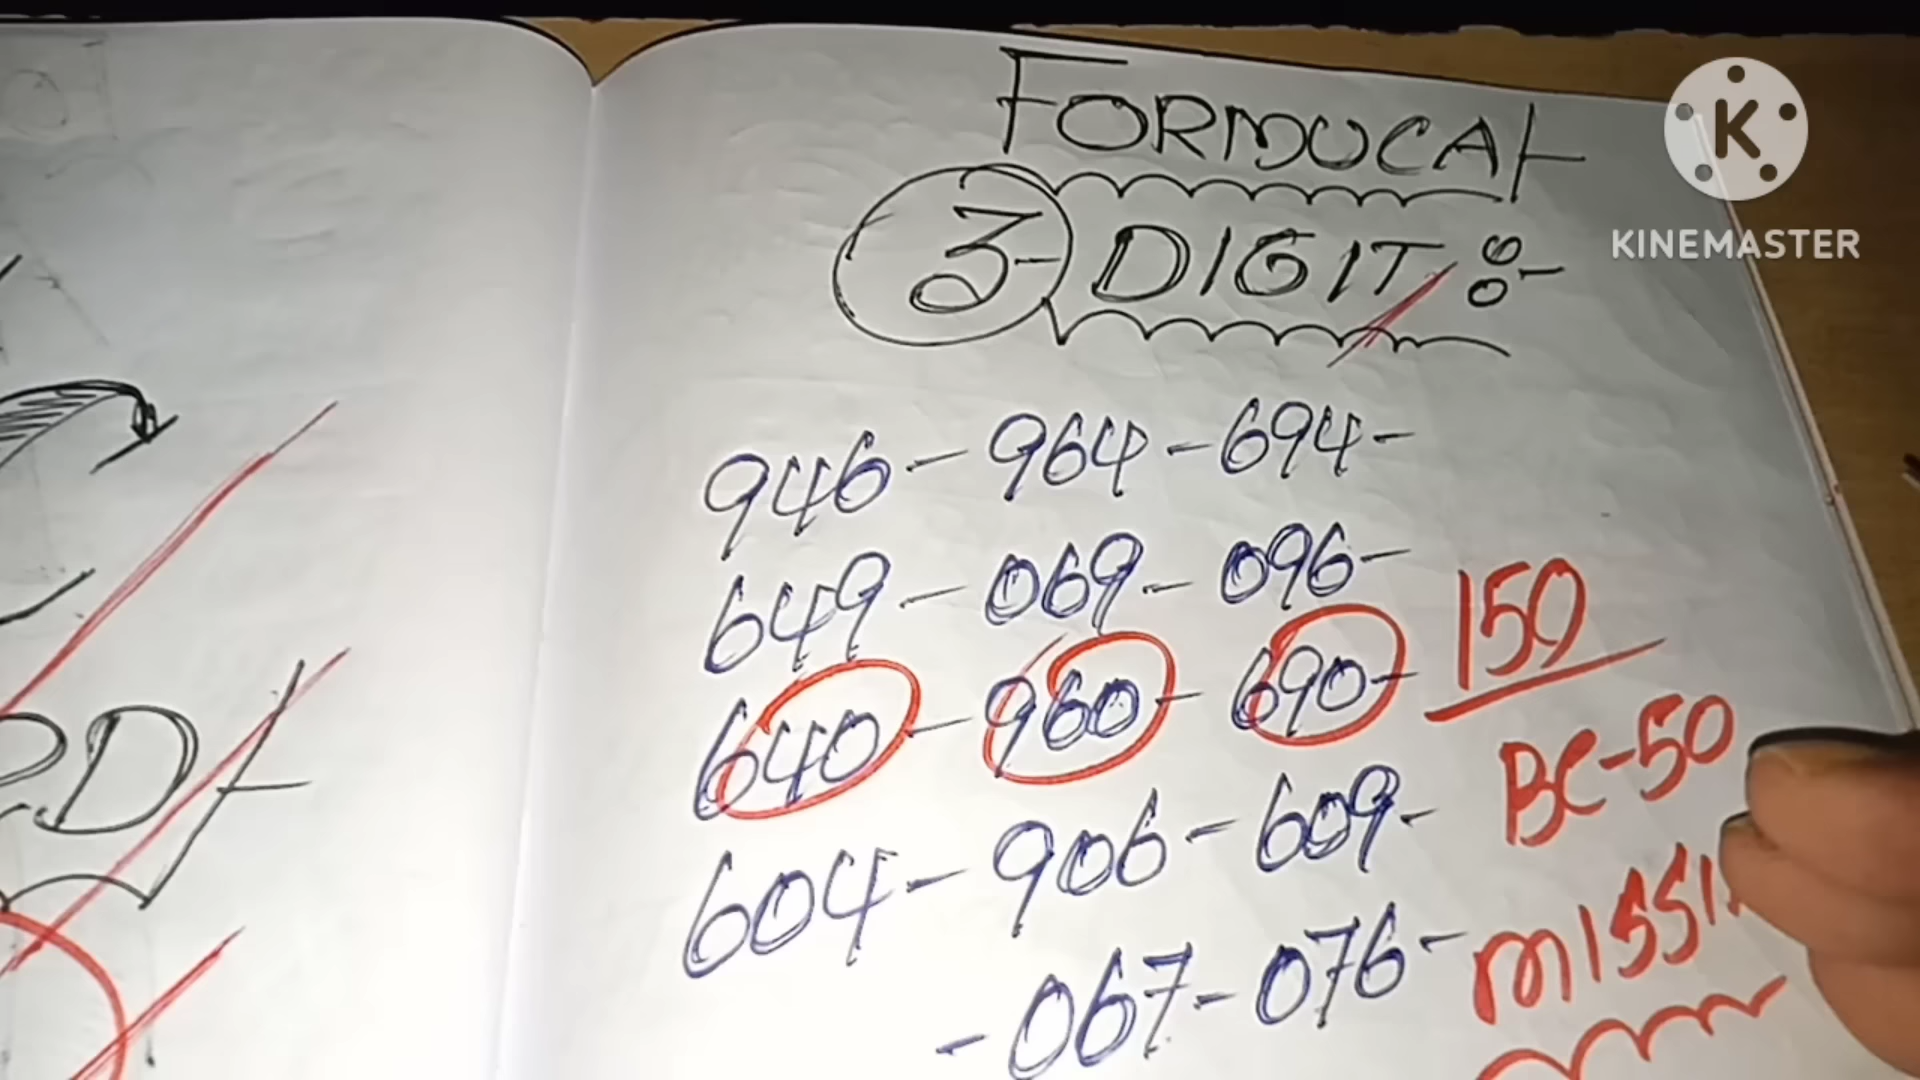 FORMUCA
3-DIGIT :-
K
KINEMASTER
946 - 964 - 694 -
649 - 069 - 096 -
640 - 960 - 690 -
150
604 - 906 - 609 -
BC-50
- 067 - 076 -
D